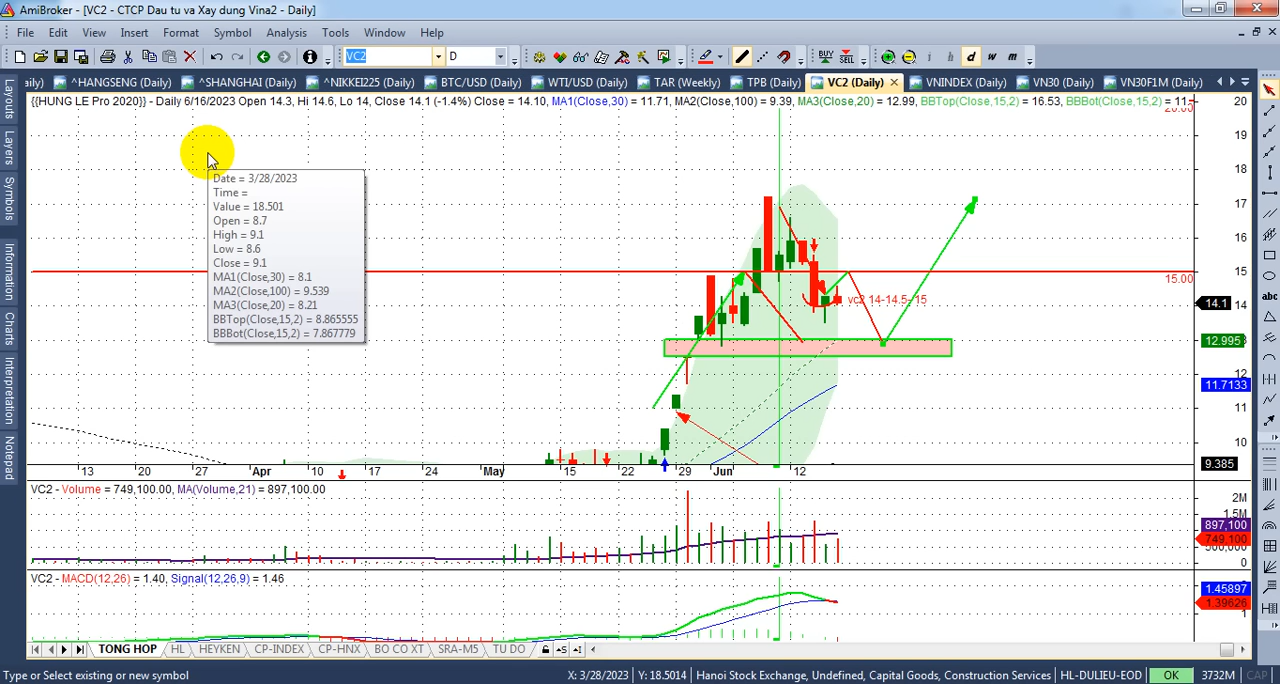 AmiBroker - [VC2 - CTCP Dau tu va Xay dung Vina2 - Daily]
File Edit View Insert Format Symbol Analysis Tools Window Help
VC2 D BUY SELL i h d w m
ily) ^HANGSENG (Daily) ^SHANGHAI (Daily) ^NIKKEI225 (Daily) BTC/USD (Daily) WTI/USD (Daily) TAR (Weekly) TPB (Daily) VC2 (Daily) VNINDEX (Daily) VN30 (Daily) VN30F1M (Daily)
{{HUNG LE Pro 2020}} - Daily 6/16/2023 Open 14.3, Hi 14.6, Lo 14, Close 14.1 (-1.4%) Close = 14.10, MA1(Close,30) = 11.71, MA2(Close,100) = 9.39, MA3(Close,20) = 12.99, BBTop(Close,15,2) = 16.53, BBBot(Close,15,2) = 11.
Layouts
Layers
Symbols
Information
Charts
Interpretation
Notepad
Date = 3/28/2023
Time =
Value = 18.501
Open = 8.7
High = 9.1
Low = 8.6
Close = 9.1
MA1(Close,30) = 8.1
MA2(Close,100) = 9.539
MA3(Close,20) = 8.21
BBTop(Close,15,2) = 8.865555
BBBot(Close,15,2) = 7.867779
vc2 14-14.5- 15
20
20.00
19
18
17
16
15
15.00
14
14.1
12.995
12
11.7133
11
10
9.385
abc
13 20 27 Apr 10 17 24 May 15 22 29 Jun 12
VC2 - Volume = 749,100.00, MA(Volume,21) = 897,100.00
2M
1.5M
897,100
749,100
500,000
0
VC2 - MACD(12,26) = 1.40, Signal(12,26,9) = 1.46
1.45897
1.39626
1
TONG HOP HL HEYKEN CP-INDEX CP-HNX BO CO XT SRA-M5 TU DO
Type or Select existing or new symbol X: 3/28/2023 Y: 18.5014 Hanoi Stock Exchange, Undefined, Capital Goods, Construction Services HL-DULIEU-EOD OK 3732M CAP